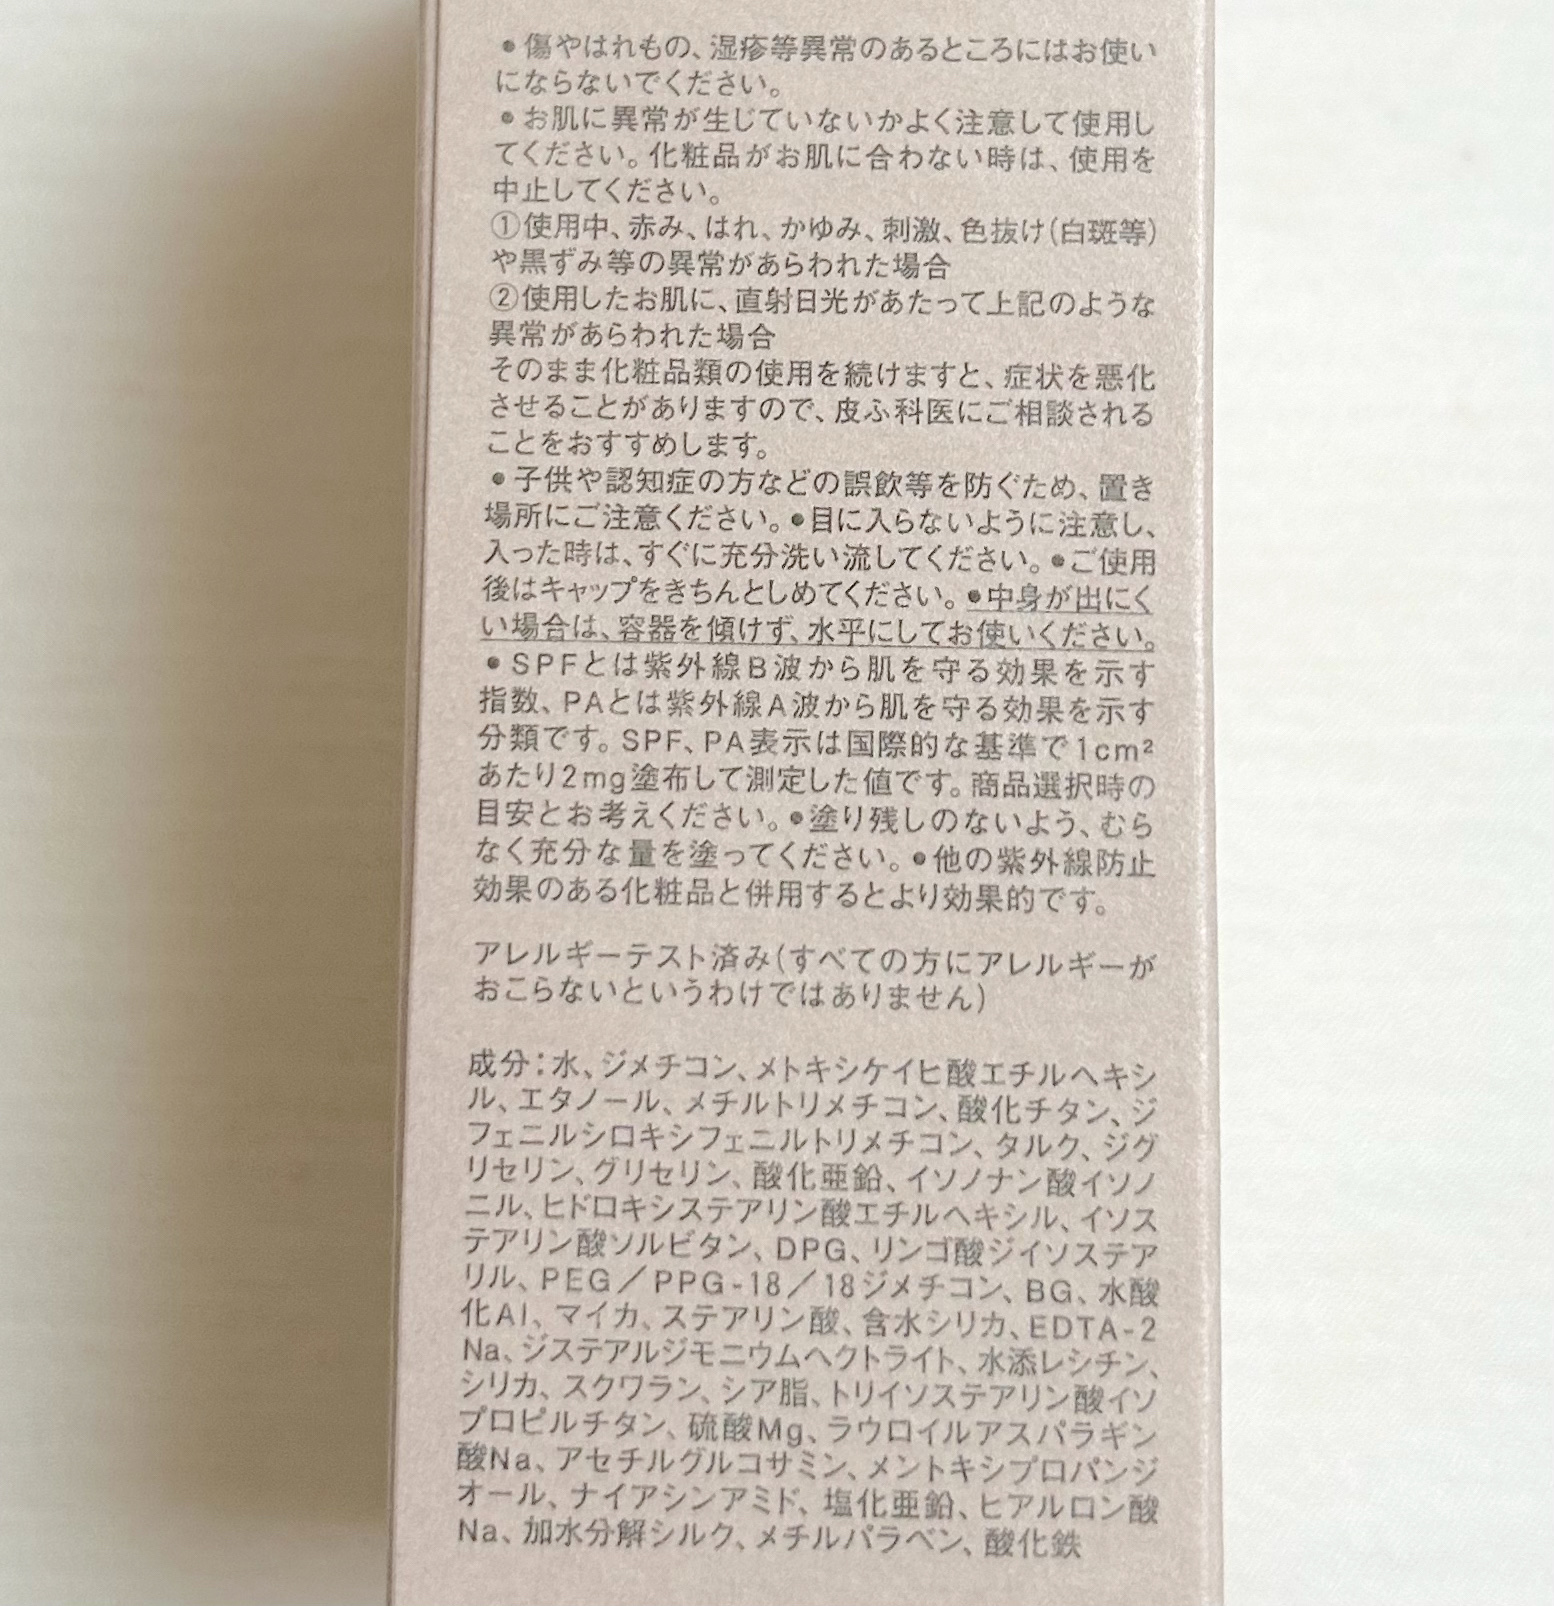 ●傷やはれもの、湿疹等異常のあるところにはお使い
にならないでください。
●お肌に異常が生じていないかよく注意して使用し
てください。化粧品がお肌に合わない時は、使用を
中止してください。
①使用中、赤み、はれ、かゆみ、刺激、色抜け(白斑等)
や黒ずみ等の異常があらわれた場合
②使用したお肌に、直射日光があたって上記のような
異常があらわれた場合
そのまま化粧品類の使用を続けますと、症状を悪化
させることがありますので、皮ふ科医にご相談される
ことをおすすめします。
●子供や認知症の方などの誤飲等を防ぐため、置き
場所にご注意ください。●目に入らないように注意し、
入った時は、すぐに充分洗い流してください。●ご使用
後はキャップをきちんとしめてください。●中身が出にく
い場合は、容器を傾けず、水平にしてお使いください。
●SPFとは紫外線B波から肌を守る効果を示す
指数、PAとは紫外線A波から肌を守る効果を示す
分類です。SPF、PA表示は国際的な基準で1cm²
あたり2mg塗布して測定した値です。商品選択時の
目安とお考えください。●塗り残しのないよう、むら
なく充分な量を塗ってください。●他の紫外線防止
効果のある化粧品と併用するとより効果的です。
アレルギーテスト済み(すべての方にアレルギーが
おこらないというわけではありません)
成分：水、ジメチコン、メトキシケイヒ酸エチルヘキシ
ル、エタノール、メチルトリメチコン、酸化チタン、ジ
フェニルシロキシフェニルトリメチコン、タルク、ジグ
リセリン、グリセリン、酸化亜鉛、イソノナン酸イソノ
ニル、ヒドロキシステアリン酸エチルヘキシル、イソス
テアリン酸ソルビタン、DPG、リンゴ酸ジイソステア
リル、PEG／PPG-18／18ジメチコン、BG、水酸
化Al、マイカ、ステアリン酸、含水シリカ、EDTA-2
Na、ジステアルジモニウムヘクトライト、水添レシチン、
シリカ、スクワラン、シア脂、トリイソステアリン酸イソ
プロピルチタン、硫酸Mg、ラウロイルアスパラギン
酸Na、アセチルグルコサミン、メントキシプロパンジ
オール、ナイアシンアミド、塩化亜鉛、ヒアルロン酸
Na、加水分解シルク、メチルパラベン、酸化鉄